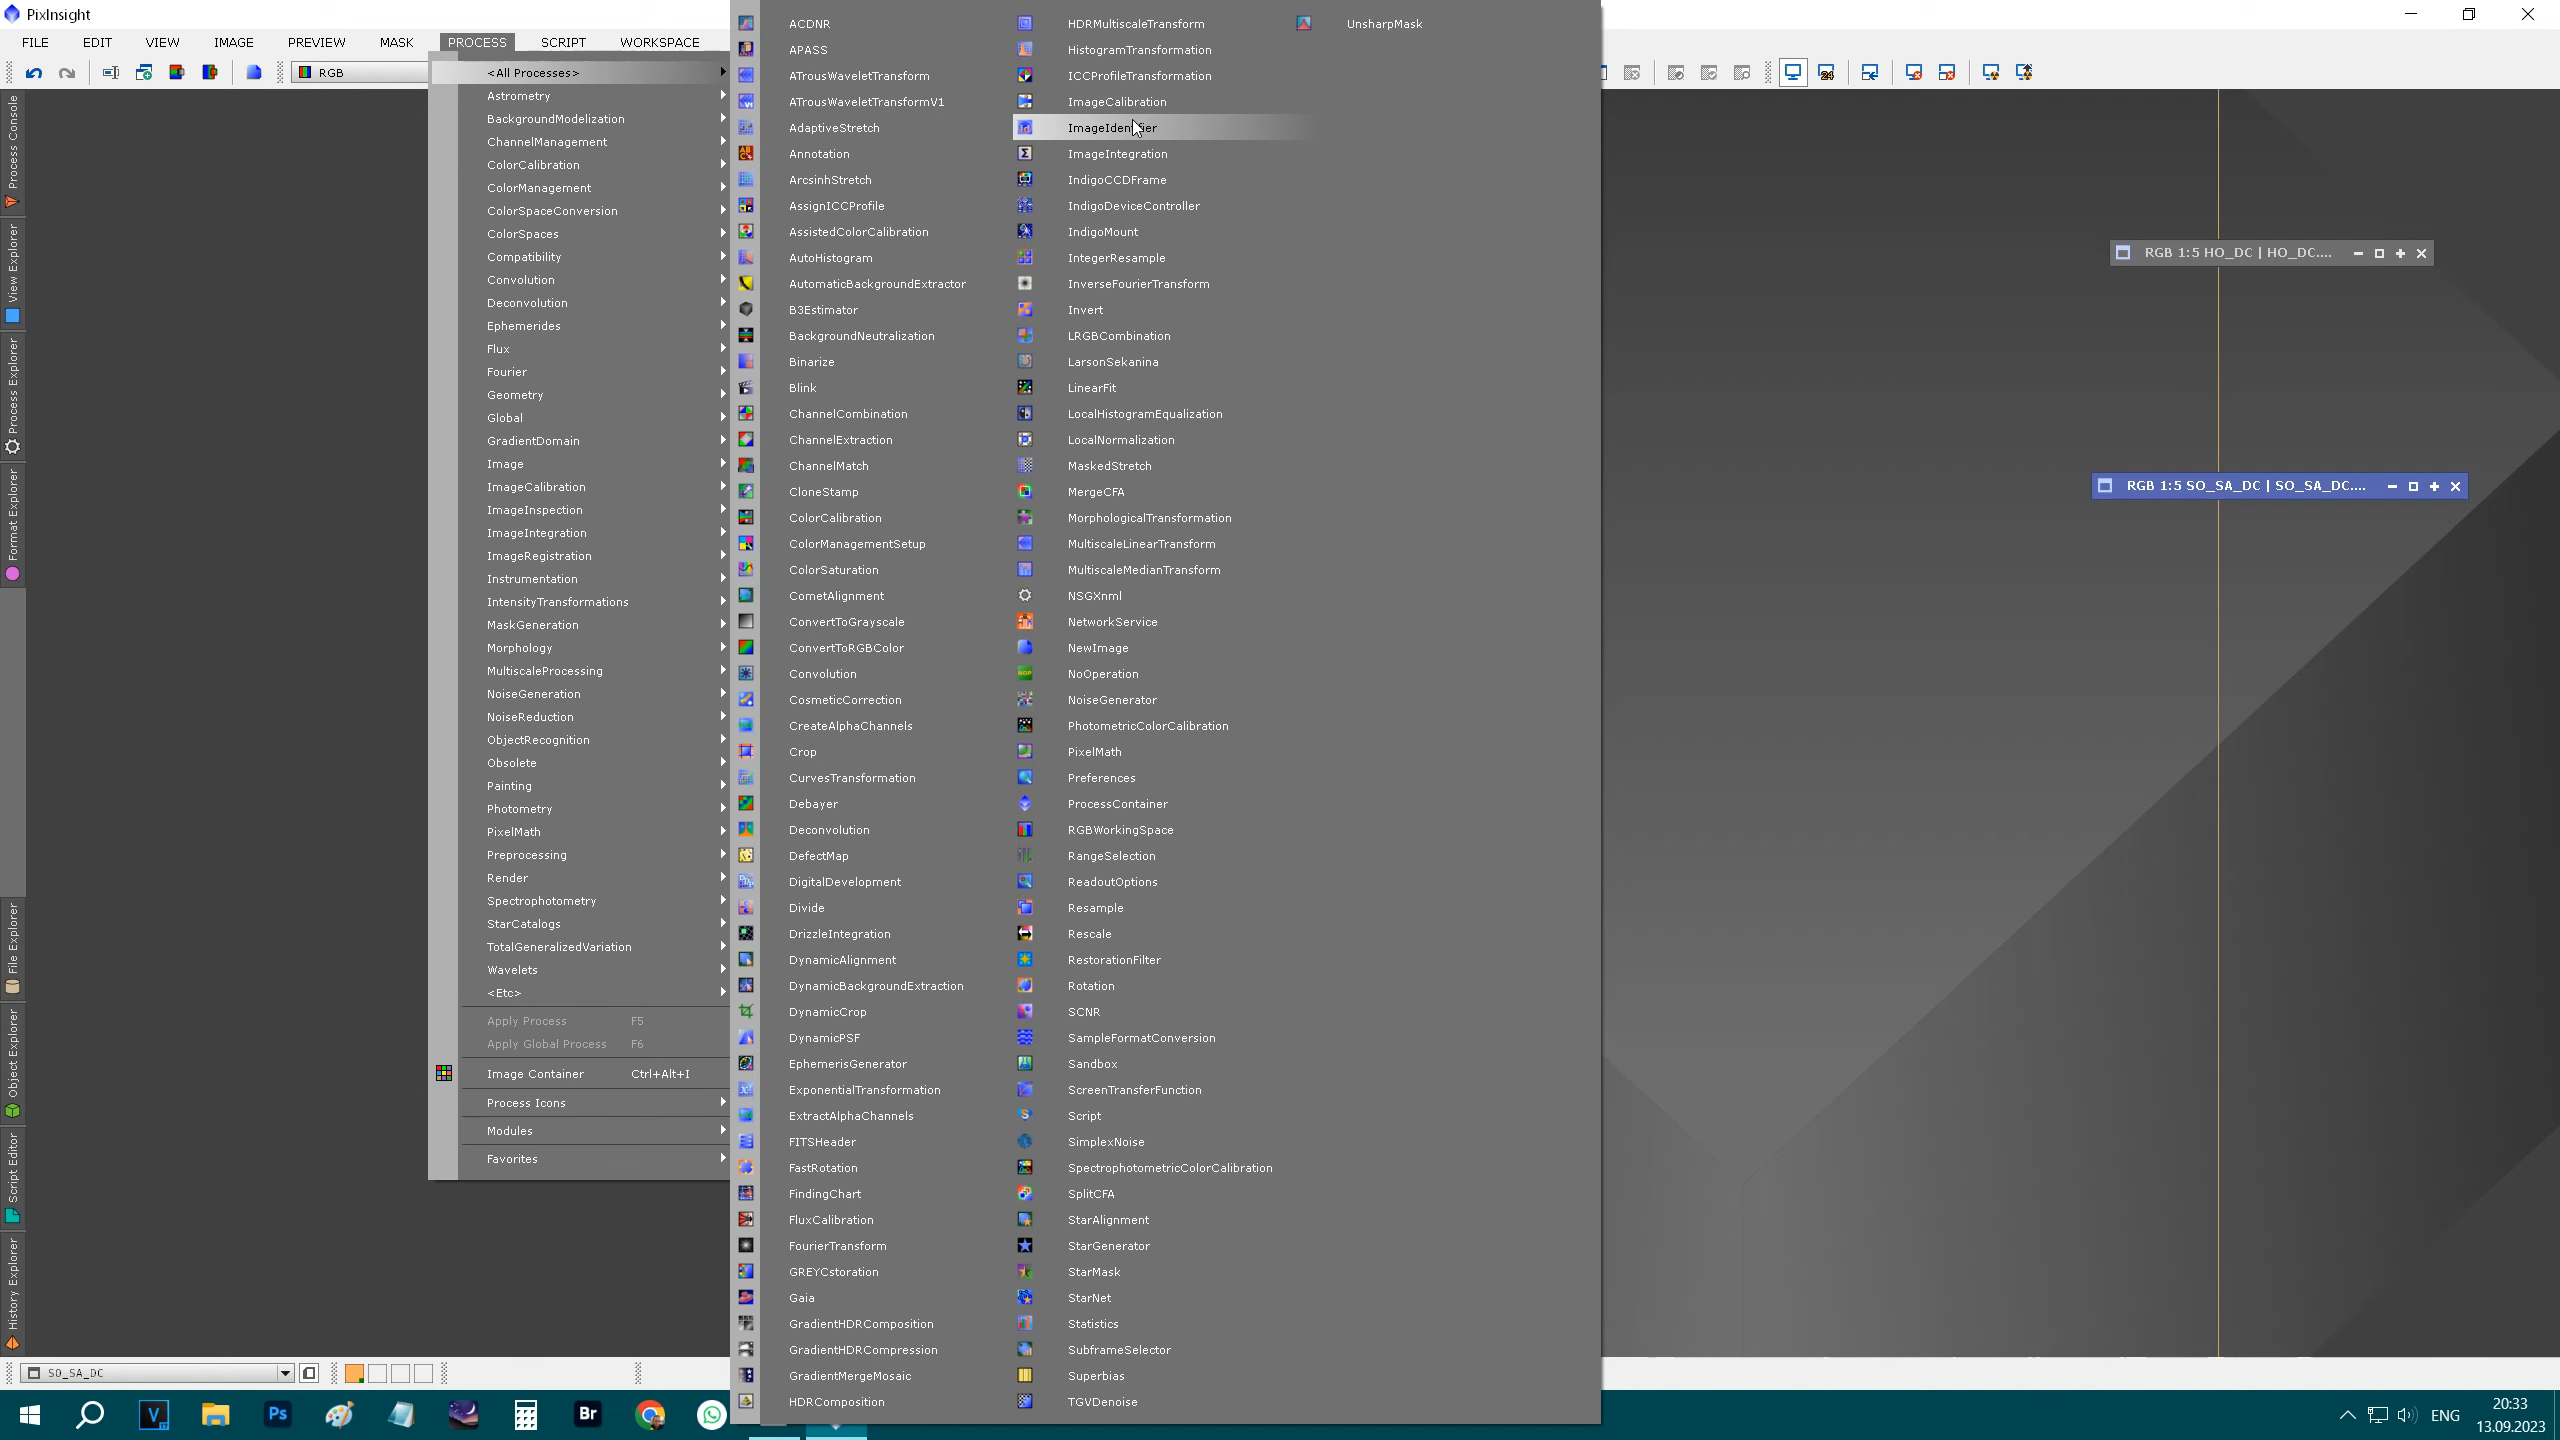 PixInsight
FILE EDIT VIEW IMAGE PREVIEW MASK PROCESS SCRIPT WORKSPACE
RGB
24
Process Console
View Explorer
Process Explorer
Format Explorer
File Explorer
Object Explorer
Script Editor
History Explorer
<All Processes>
Astrometry
BackgroundModelization
ChannelManagement
ColorCalibration
ColorManagement
ColorSpaceConversion
ColorSpaces
Compatibility
Convolution
Deconvolution
Ephemerides
Flux
Fourier
Geometry
Global
GradientDomain
Image
ImageCalibration
ImageInspection
ImageIntegration
ImageRegistration
Instrumentation
IntensityTransformations
MaskGeneration
Morphology
MultiscaleProcessing
NoiseGeneration
NoiseReduction
ObjectRecognition
Obsolete
Painting
Photometry
PixelMath
Preprocessing
Render
Spectrophotometry
StarCatalogs
TotalGeneralizedVariation
Wavelets
<Etc>
Apply Process F5
Apply Global Process F6
Image Container Ctrl+Alt+I
Process Icons
Modules
Favorites
ACDNR
APASS
ATrousWaveletTransform
ATrousWaveletTransformV1
AdaptiveStretch
Annotation
ArcsinhStretch
AssignICCProfile
AssistedColorCalibration
AutoHistogram
AutomaticBackgroundExtractor
B3Estimator
BackgroundNeutralization
Binarize
Blink
ChannelCombination
ChannelExtraction
ChannelMatch
CloneStamp
ColorCalibration
ColorManagementSetup
ColorSaturation
CometAlignment
ConvertToGrayscale
ConvertToRGBColor
Convolution
CosmeticCorrection
CreateAlphaChannels
Crop
CurvesTransformation
Debayer
Deconvolution
DefectMap
DigitalDevelopment
Divide
DrizzleIntegration
DynamicAlignment
DynamicBackgroundExtraction
DynamicCrop
DynamicPSF
EphemerisGenerator
ExponentialTransformation
ExtractAlphaChannels
FITSHeader
FastRotation
FindingChart
FluxCalibration
FourierTransform
GREYCstoration
Gaia
GradientHDRComposition
GradientHDRCompression
GradientMergeMosaic
HDRComposition
HDRMultiscaleTransform
HistogramTransformation
ICCProfileTransformation
ImageCalibration
ImageIdentifier
ImageIntegration
IndigoCCDFrame
IndigoDeviceController
IndigoMount
IntegerResample
InverseFourierTransform
Invert
LRGBCombination
LarsonSekanina
LinearFit
LocalHistogramEqualization
LocalNormalization
MaskedStretch
MergeCFA
MorphologicalTransformation
MultiscaleLinearTransform
MultiscaleMedianTransform
NSGXnml
NetworkService
NewImage
NoOperation
NoiseGenerator
PhotometricColorCalibration
PixelMath
Preferences
ProcessContainer
RGBWorkingSpace
RangeSelection
ReadoutOptions
Resample
Rescale
RestorationFilter
Rotation
SCNR
SampleFormatConversion
Sandbox
ScreenTransferFunction
Script
SimplexNoise
SpectrophotometricColorCalibration
SplitCFA
StarAlignment
StarGenerator
StarMask
StarNet
Statistics
SubframeSelector
Superbias
TGVDenoise
UnsharpMask
RGB 1:5 HO_DC | HO_DC....
RGB 1:5 SO_SA_DC | SO_SA_DC....
SO_SA_DC
V
17
Ps
Br
ENG
20:33
13.09.2023